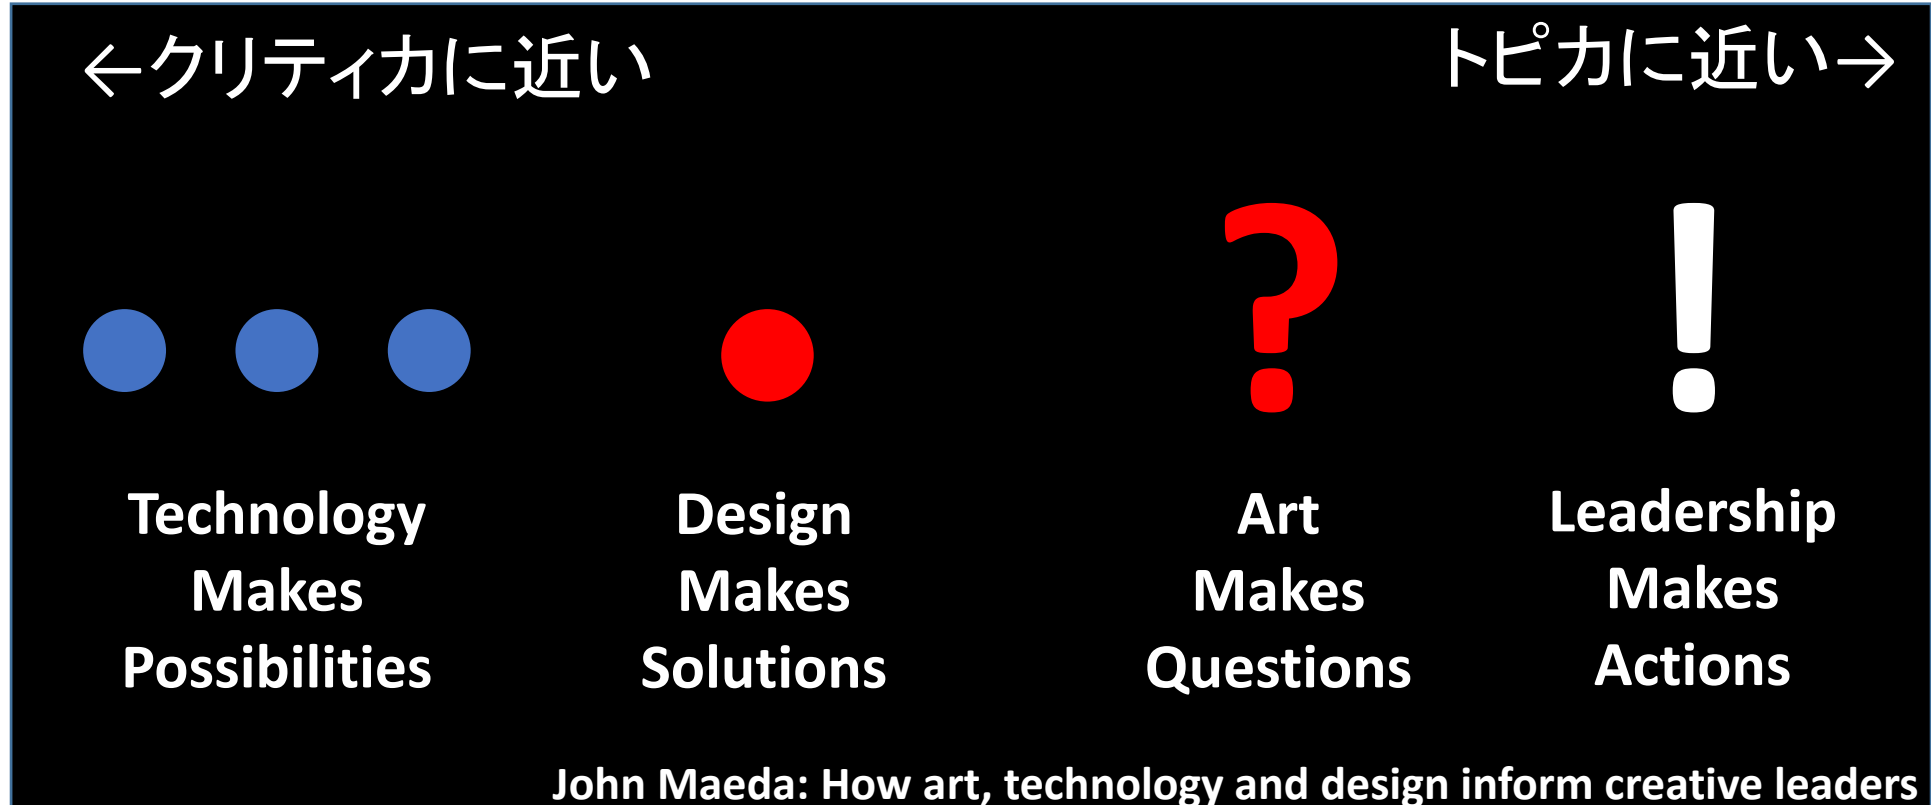 ←クリティカに近い
トピカに近い→
?
!
Technology
Makes
Possibilities
Design
Makes
Solutions
Art
Makes
Questions
Leadership
Makes
Actions
John Maeda: How art, technology and design inform creative leaders